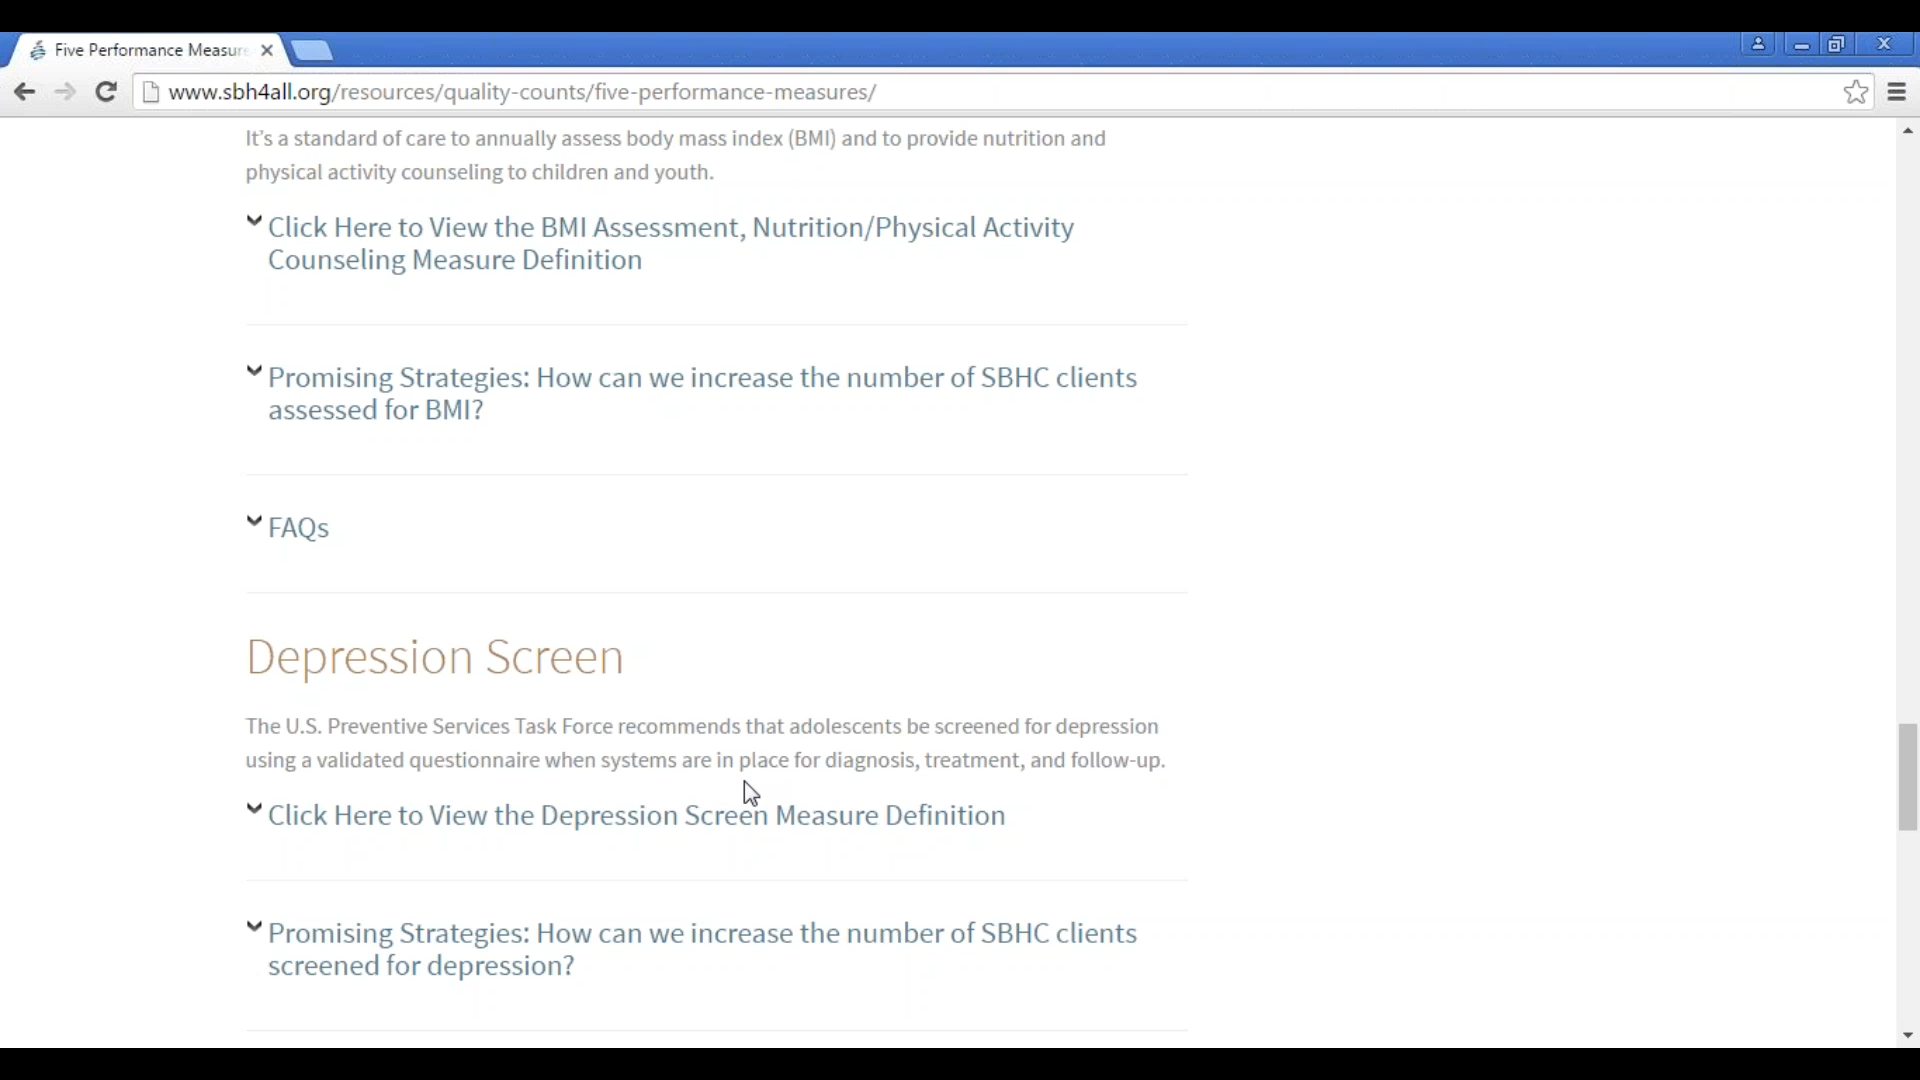 Five Performance Measure
www.sbh4all.org/resources/quality-counts/five-performance-measures/
It’s a standard of care to annually assess body mass index (BMI) and to provide nutrition and
physical activity counseling to children and youth.
Click Here to View the BMI Assessment, Nutrition/Physical Activity
Counseling Measure Definition
Promising Strategies: How can we increase the number of SBHC clients
assessed for BMI?
FAQs
Depression Screen
The U.S. Preventive Services Task Force recommends that adolescents be screened for depression
using a validated questionnaire when systems are in place for diagnosis, treatment, and follow-up.
Click Here to View the Depression Screen Measure Definition
Promising Strategies: How can we increase the number of SBHC clients
screened for depression?